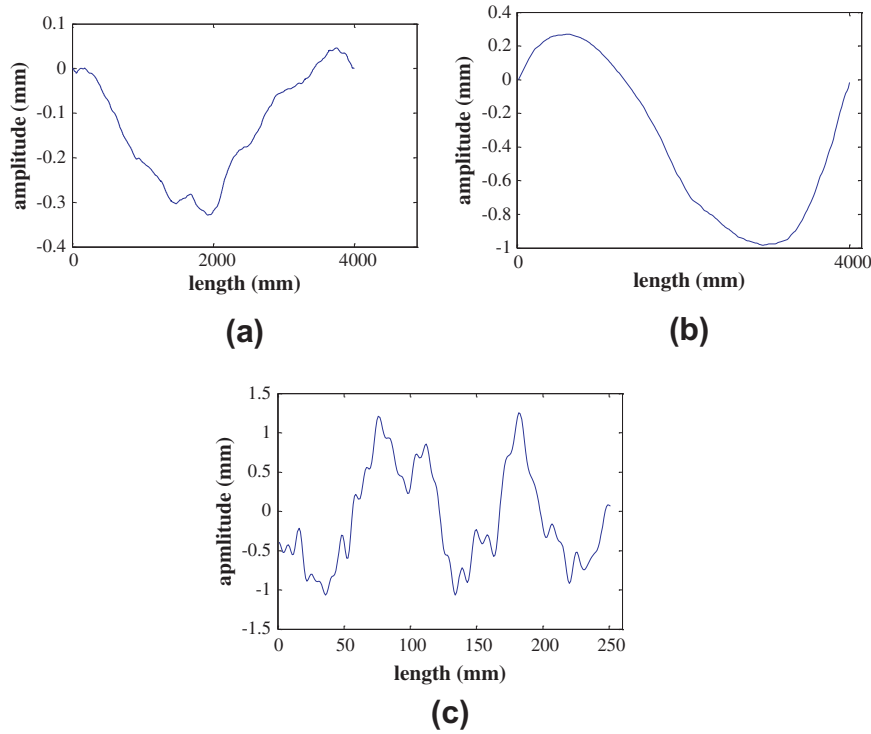 0.1
0
-0.1
-0.2
-0.3
-0.4
amplitude (mm)
0 2000 4000
length (mm)
(a)
0.4
0.2
0
0.2
0.4
-0.6
-0.8
-1
amplitude (mm)
0 4000
length (mm)
(b)
1.5
1
0.5
0
-0.5
-1
-1.5
apmlitude (mm)
0 50 100 150 200 250
length (mm)
(c)